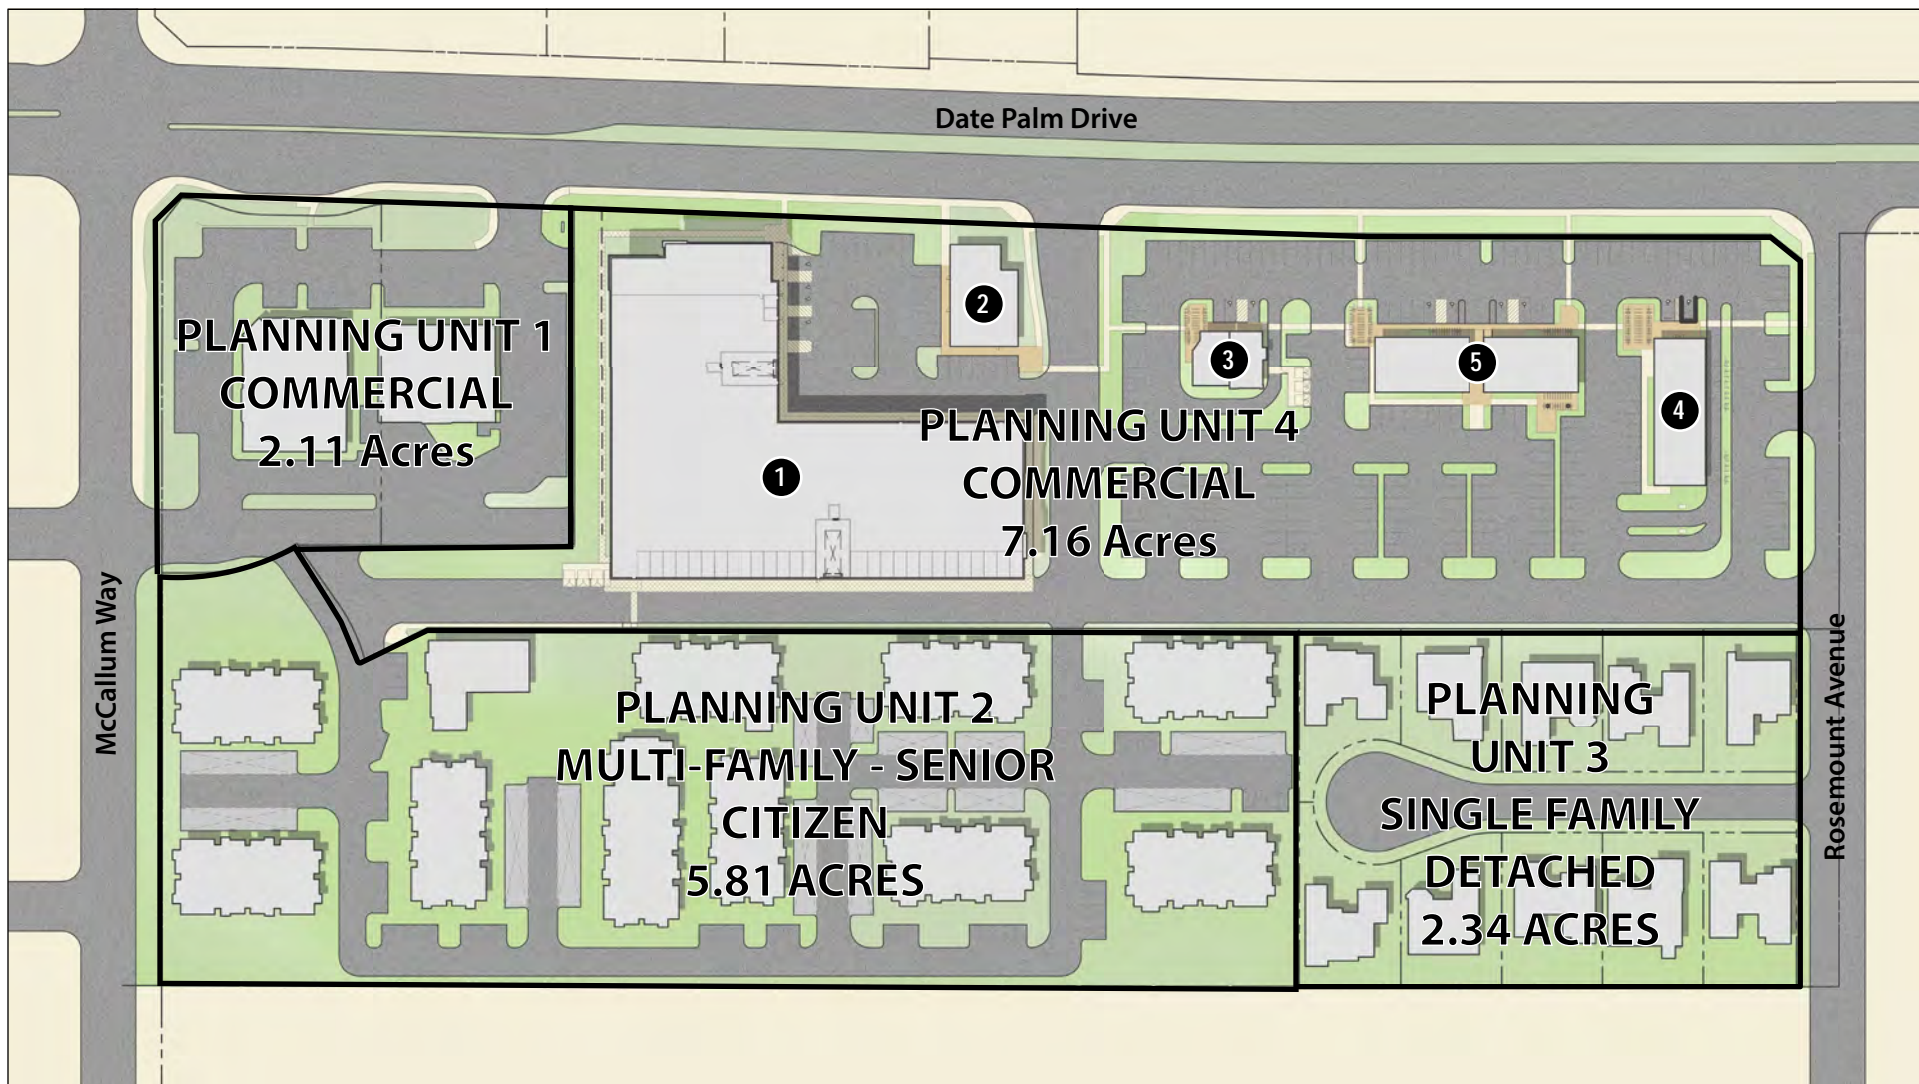 Date Palm Drive
PLANNING UNIT 1
COMMERCIAL
2.11 Acres
2
3
5
4
1
PLANNING UNIT 4
COMMERCIAL
7.16 Acres
McCallum Way
PLANNING UNIT 2
MULTI-FAMILY - SENIOR
CITIZEN
5.81 ACRES
PLANNING
UNIT 3
SINGLE FAMILY
DETACHED
2.34 ACRES
Rosemount Avenue